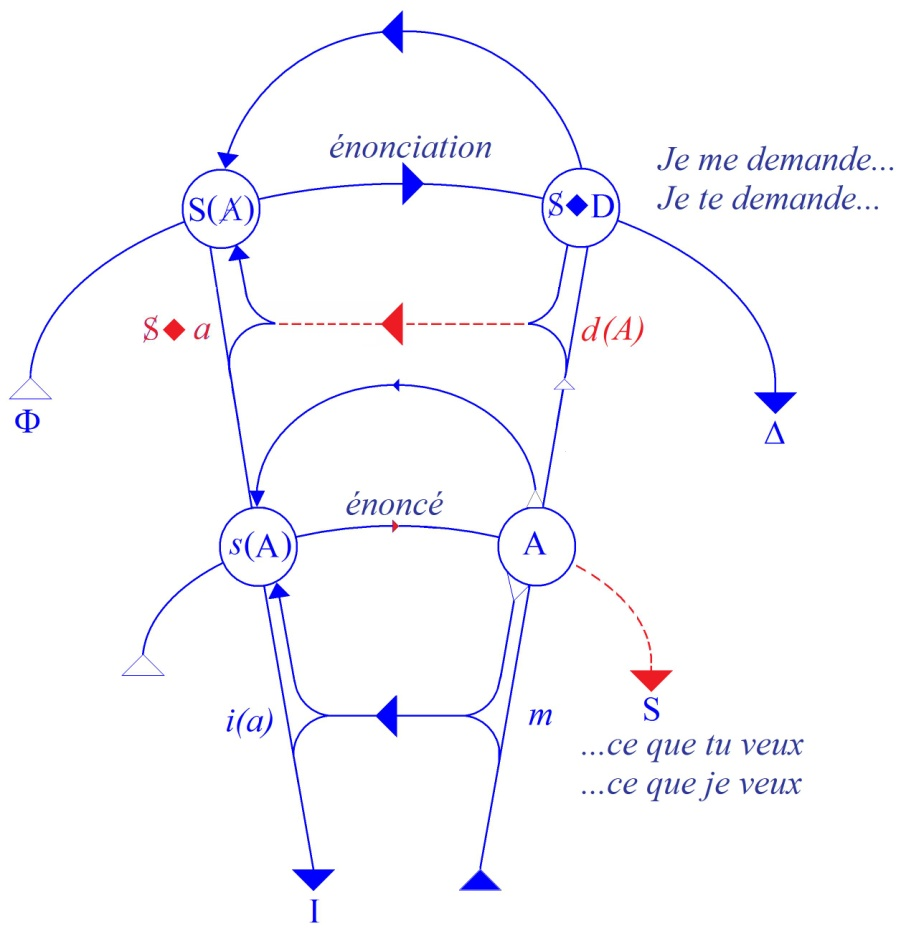 énonciation
Je me demande...
Je te demande...
S(A̸)
$◆D
$◆a
d(A)
Φ
Δ
énoncé
s(A)
A
i(a)
m
S
...ce que tu veux
...ce que je veux
I